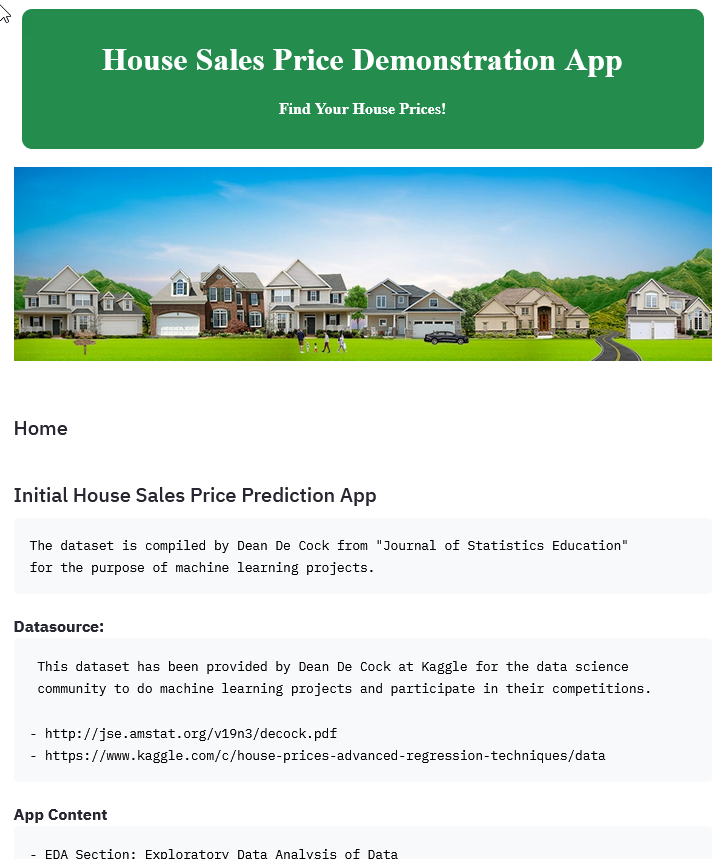 House Sales Price Demonstration App
Find Your House Prices!
Home
Initial House Sales Price Prediction App
The dataset is compiled by Dean De Cock from "Journal of Statistics Education"
for the purpose of machine learning projects.
Datasource:
This dataset has been provided by Dean De Cock at Kaggle for the data science
community to do machine learning projects and participate in their competitions.
- http://jse.amstat.org/v19n3/decock.pdf
- https://www.kaggle.com/c/house-prices-advanced-regression-techniques/data
App Content
- EDA Section: Exploratory Data Analysis of Data